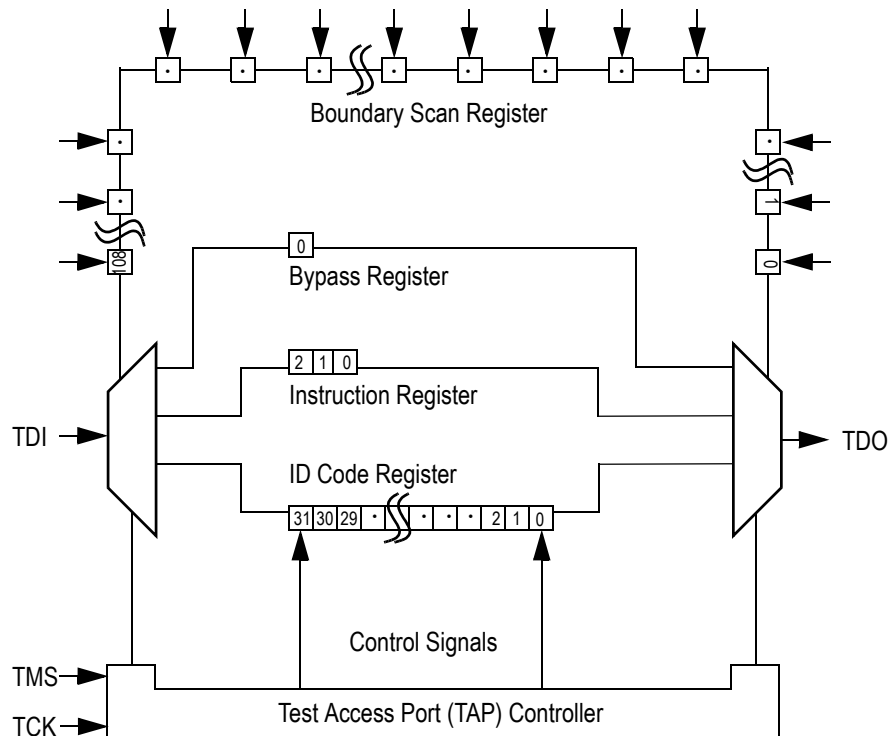 Boundary Scan Register
1
108
0
0
Bypass Register
2 1 0
Instruction Register
TDI
TDO
ID Code Register
31 30 29 · · · · 2 1 0
Control Signals
TMS
Test Access Port (TAP) Controller
TCK